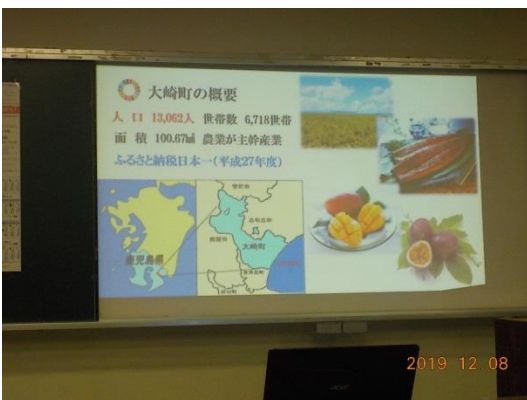 大崎町の概要
人 口 13,062人 世帯数 6,718世帯
面 積 100.67㎢ 農業が主幹産業
ふるさと納税日本一(平成27年度)
鹿児島県
大崎町
acer
2019 12 08